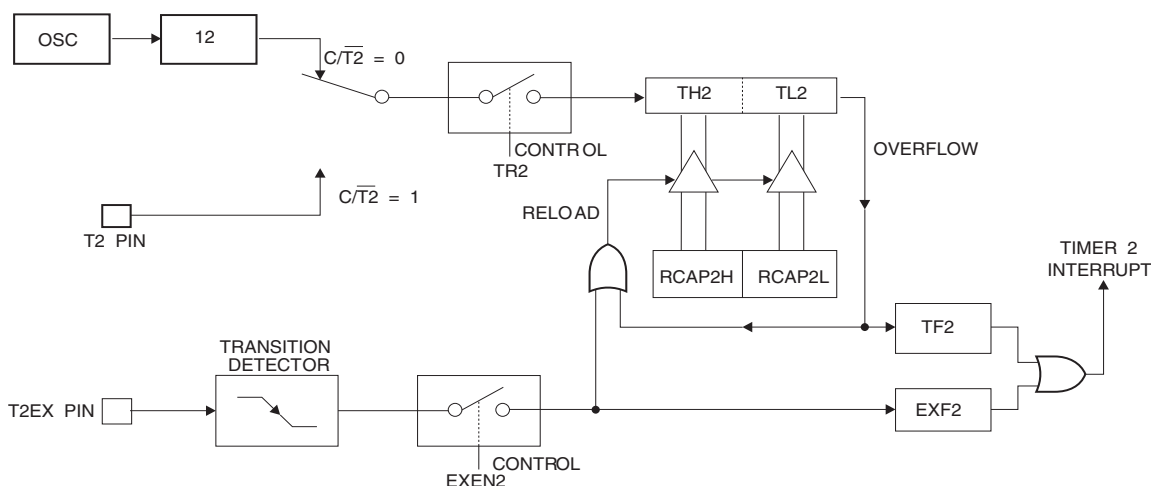 OSC
12
C/T2 = 0
TH2
TL2
CONTROL
TR2
OVERFLOW
C/T2 = 1
T2 PIN
RELOAD
RCAP2H
RCAP2L
TIMER 2
INTERRUPT
TF2
TRANSITION
DETECTOR
T2EX PIN
EXF2
CONTROL
EXEN2